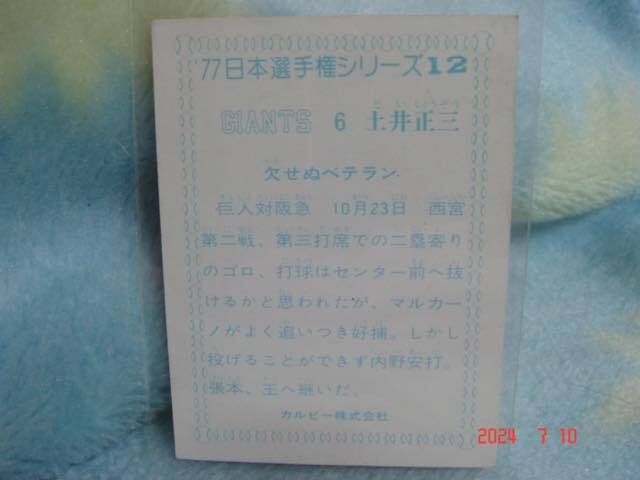 '77日本選手権シリーズ12
GIANTS 6 土井正三
欠せぬベテラン
巨人対阪急 10月23日 西宮
第二戦、第三打席での二塁寄り
のゴロ、打球はセンター前へ抜
けるかと思われたが、マルカー
ノがよく追いつき好捕。しかし
投げることができず内野安打。
張本、王へ継いだ。
カルビー株式会社
2024 7 10